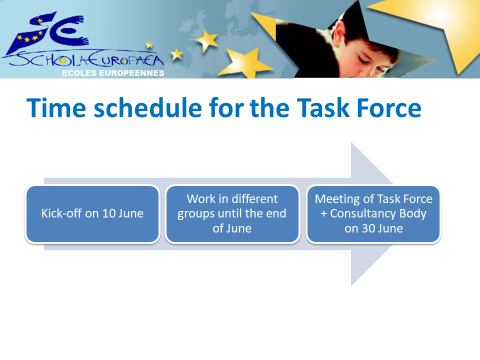 SE
SCHOLA EUROPAEA
ECOLES EUROPEENNES
Time schedule for the Task Force
Kick-off on 10 June
Work in different
groups until the end
of June
Meeting of Task Force
+ Consultancy Body
on 30 June